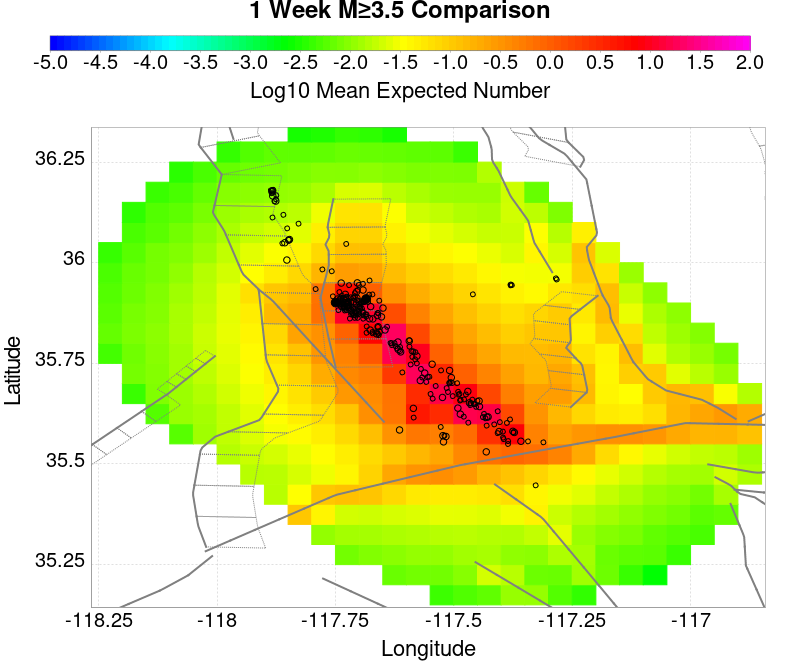 1 Week M≥3.5 Comparison
-5.0 -4.5 -4.0 -3.5 -3.0 -2.5 -2.0 -1.5 -1.0 -0.5 0.0 0.5 1.0 1.5 2.0
Log10 Mean Expected Number
36.25
36
35.75
35.5
35.25
Latitude
-118.25 -118 -117.75 -117.5 -117.25 -117
Longitude